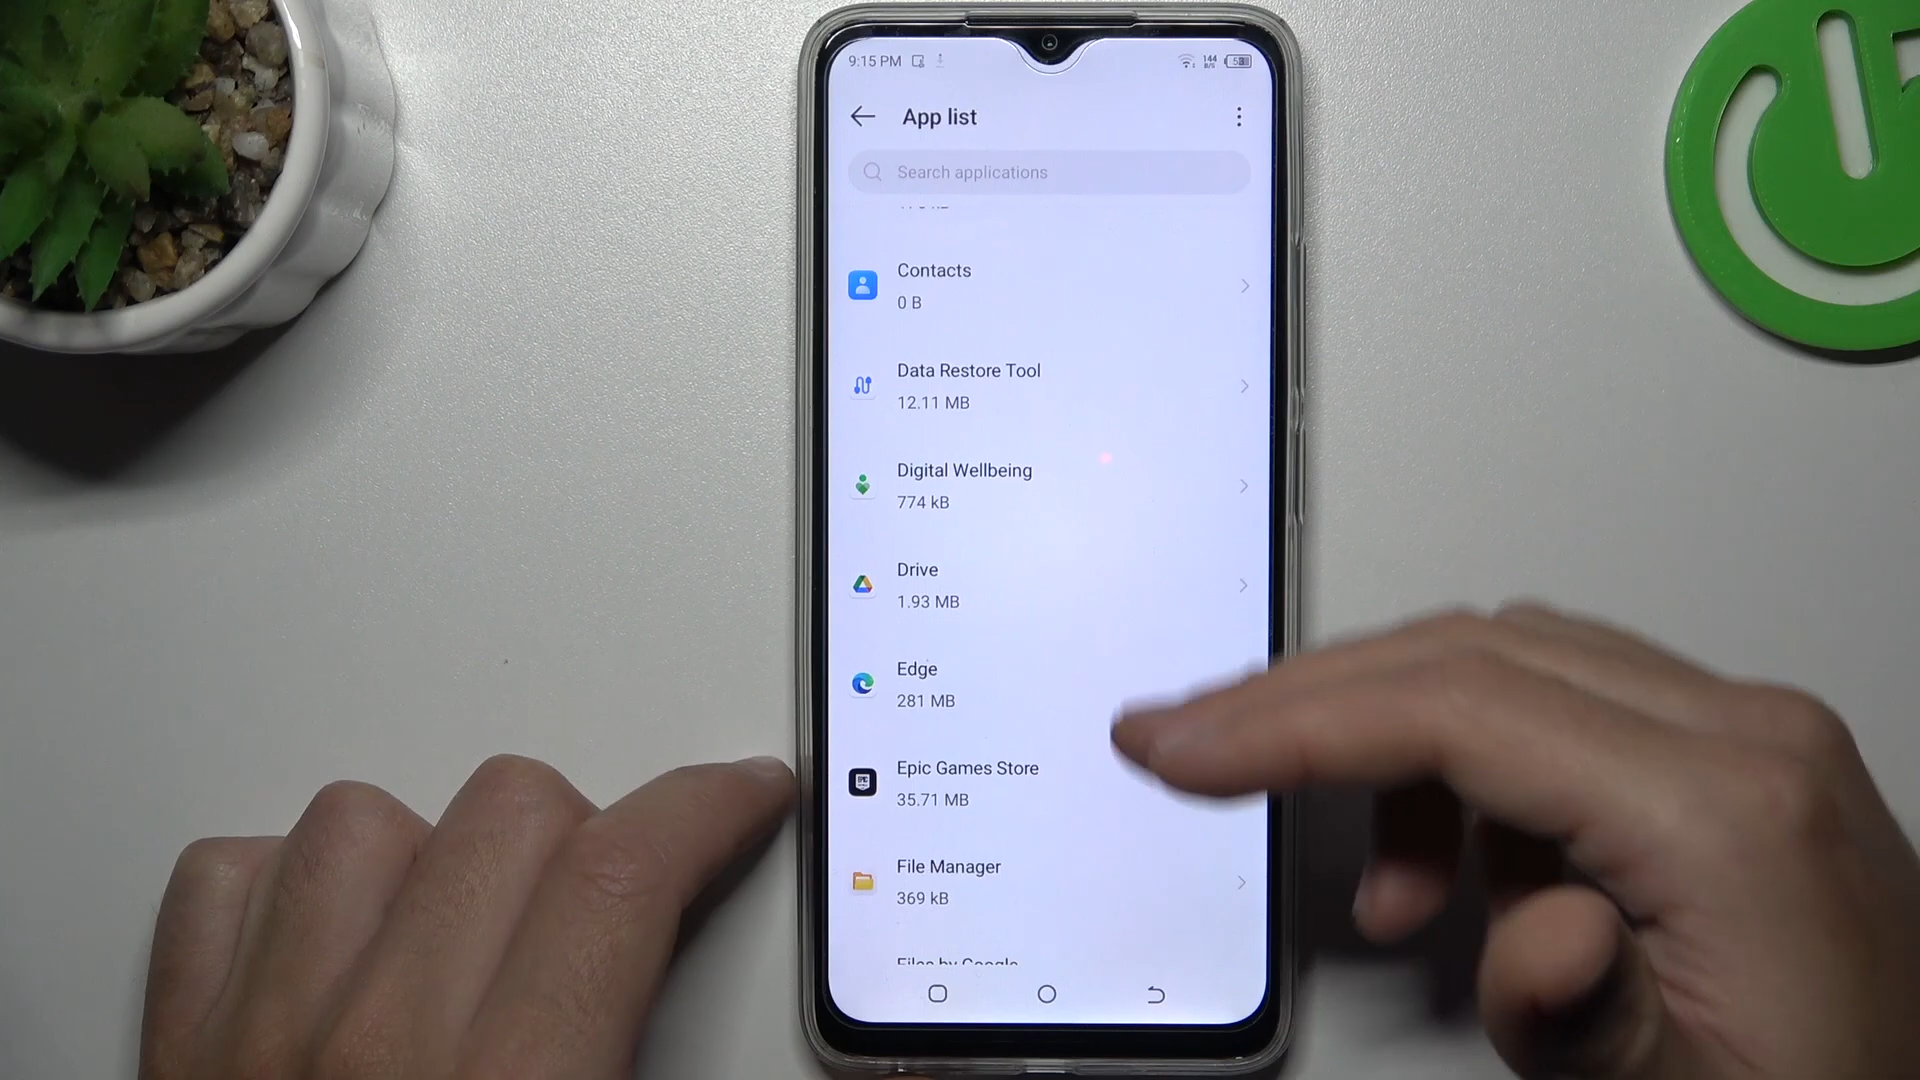 9:15 PM
144
B/S
App list
Search applications
Contacts
0 B
Data Restore Tool
12.11 MB
Digital Wellbeing
774 kB
Drive
1.93 MB
Edge
281 MB
EPIC
Epic Games Store
35.71 MB
File Manager
369 kB
Files by Google